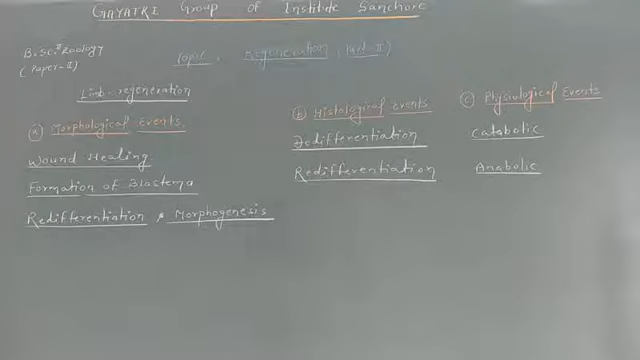 GAYATRI Group of Institute Sanchore
B.Sc. II Zoology
(Paper-II)
Topic. Regeneration (Part-II)
Limb-regeneration
(a) Morphological Events.
Wound Healing
Formation of Blastema
Redifferentiation & Morphogenesis
(b) Histological events
Dedifferentiation
Redifferentiation
(c) Physiological Events
Catabolic
Anabolic